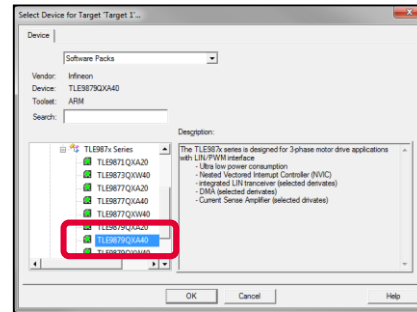 Select Device for Target 'Target 1'...
Device
Software Packs
Vendor: Infineon
Device: TLE9879QXA40
Toolset: ARM
Search:
Desgription:
TLE987x Series
TLE9871QXA20
TLE9873QXW40
TLE9877QXA20
TLE9877QXA40
TLE9877QXW40
TLE9879QXA20
TLE9879QXA40
TLE9879QXW40
The TLE987x series is designed for 3-phase motor drive applications
with LIN/PWM interface
- Ultra low power consumption
- Nested Vectored Interrupt Controller (NVIC)
- integrated LIN tranceiver (selected derivates)
- DMA (selected derivates)
- Current Sense Amplifier (selected drivates)
OK
Cancel
Help